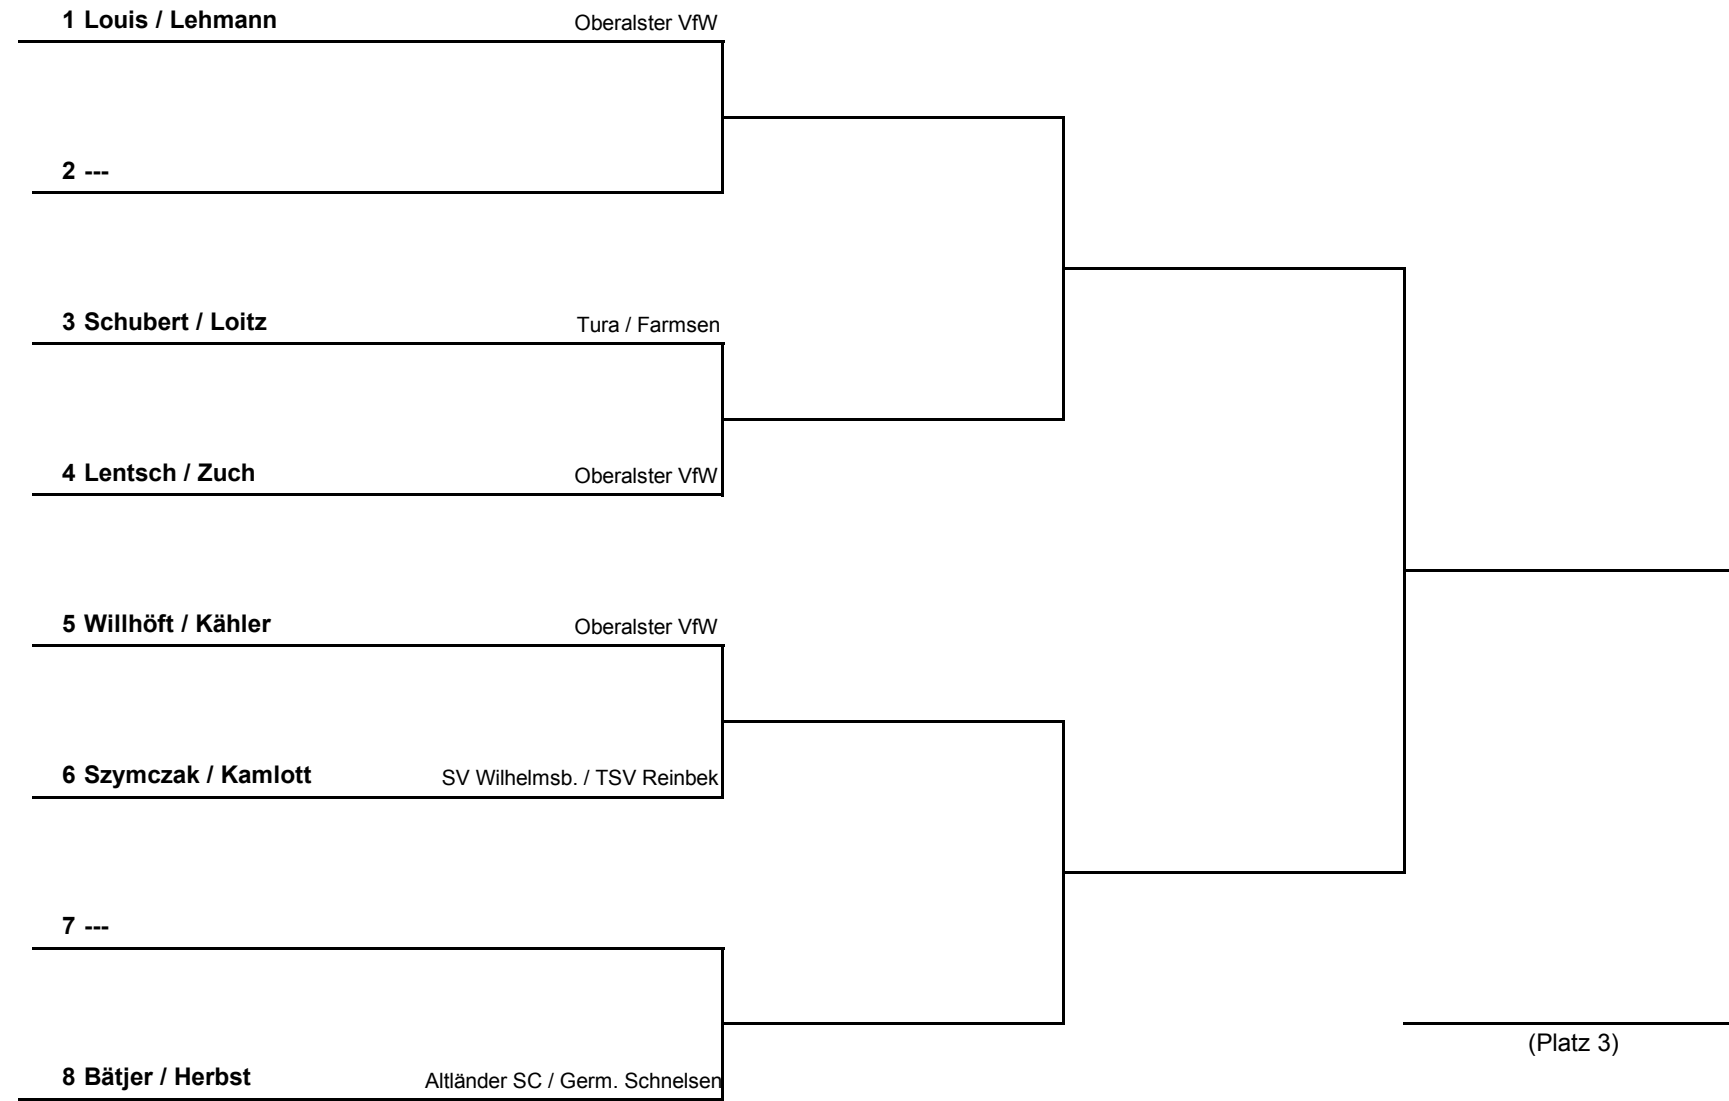 1 Louis / Lehmann Oberalster VfW
2 ---
3 Schubert / Loitz Tura / Farmsen
4 Lentsch / Zuch Oberalster VfW
5 Willhöft / Kähler Oberalster VfW
6 Szymczak / Kamlott SV Wilhelmsb. / TSV Reinbek
7 ---
(Platz 3)
8 Bätjer / Herbst Altländer SC / Germ. Schnelsen